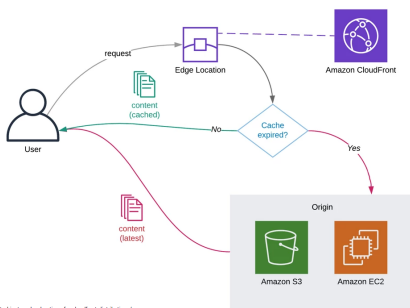 request
Edge Location
Amazon CloudFront
content
(cached)
Cache
expired?
No
Yes
User
content
(latest)
Origin
Amazon S3
Amazon EC2